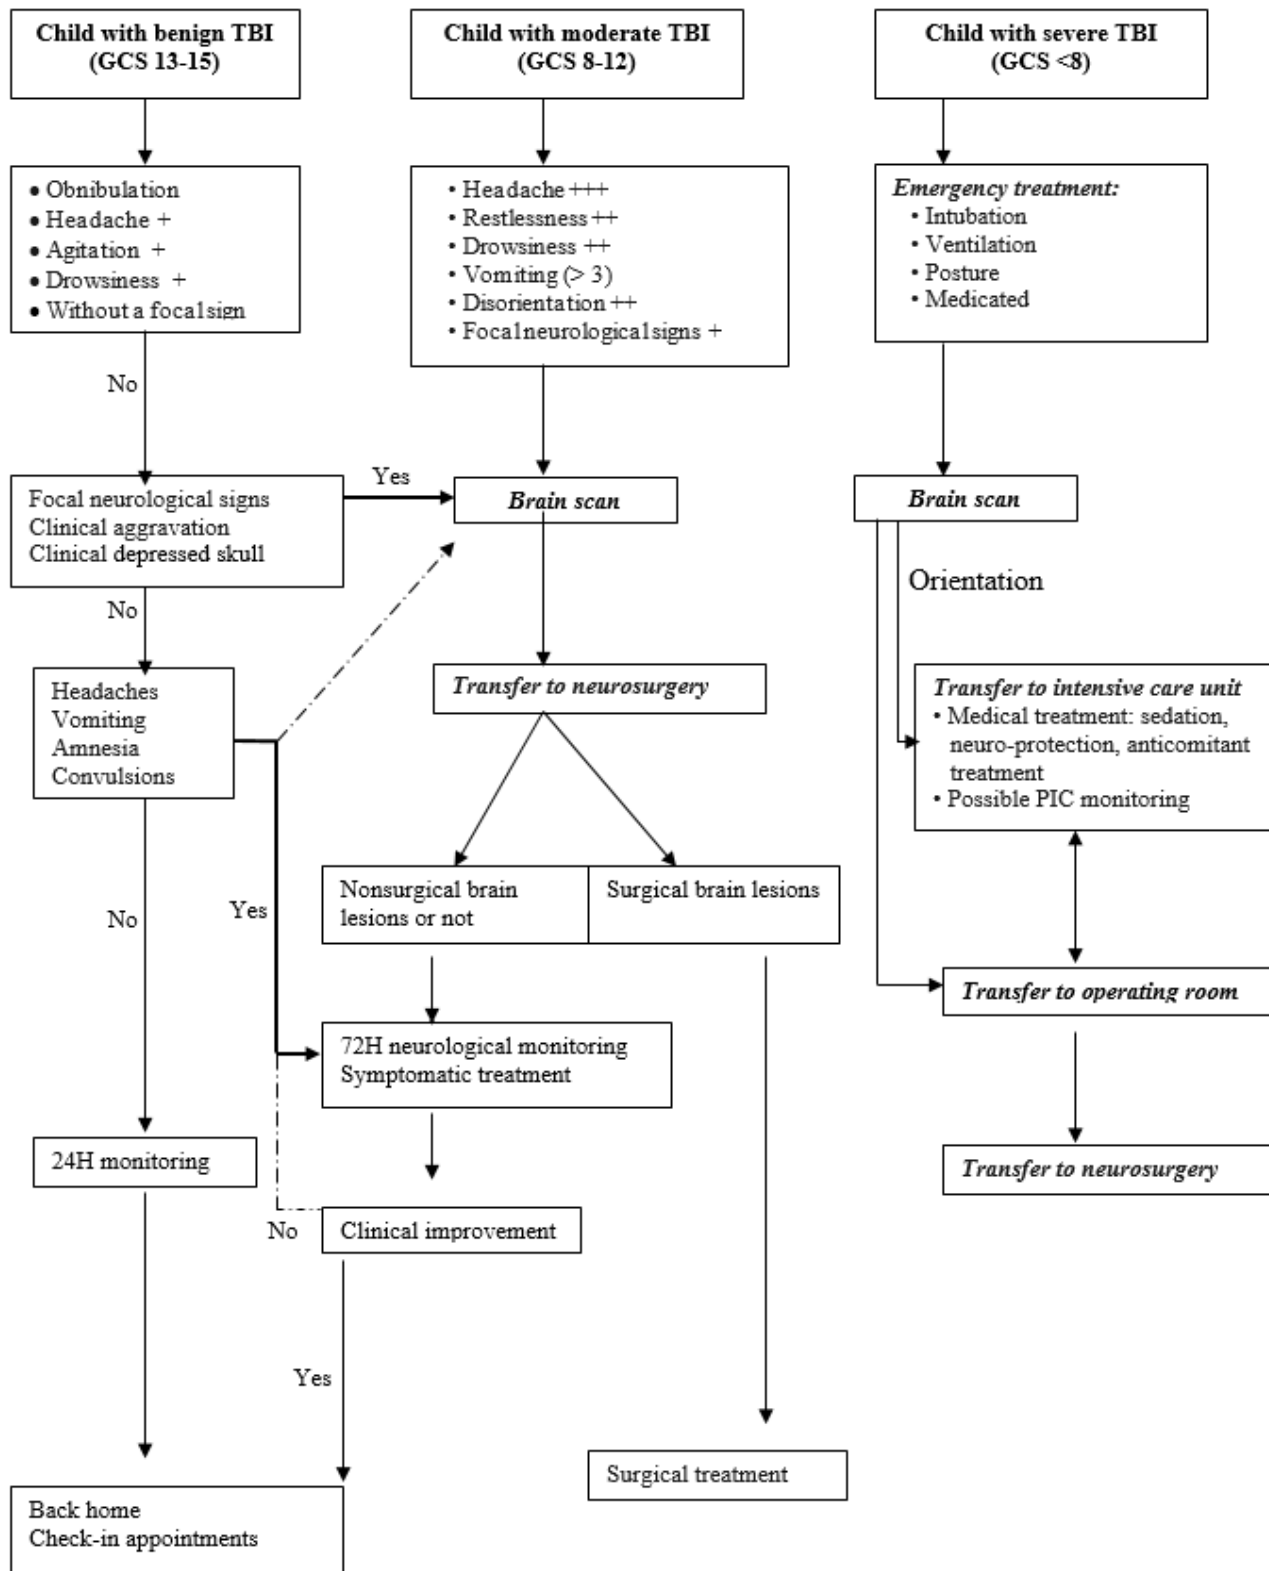 Child with benign TBI
(GCS 13-15)
Child with moderate TBI
(GCS 8-12)
Child with severe TBI
(GCS <8)
• Obnibulation
• Headache +
• Agitation +
• Drowsiness +
• Without a focal sign
• Headache +++
• Restlessness ++
• Drowsiness ++
• Vomiting (> 3)
• Disorientation ++
• Focal neurological signs +
Emergency treatment:
• Intubation
• Ventilation
• Posture
• Medicated
No
Focal neurological signs
Clinical aggravation
Clinical depressed skull
Yes
Brain scan
Brain scan
Orientation
No
Headaches
Vomiting
Amnesia
Convulsions
Transfer to neurosurgery
Transfer to intensive care unit
• Medical treatment: sedation,
neuro-protection, anticomitant
treatment
• Possible PIC monitoring
No
Yes
Nonsurgical brain
lesions or not
Surgical brain lesions
Transfer to operating room
72H neurological monitoring
Symptomatic treatment
24H monitoring
Transfer to neurosurgery
No
Clinical improvement
Yes
Surgical treatment
Back home
Check-in appointments